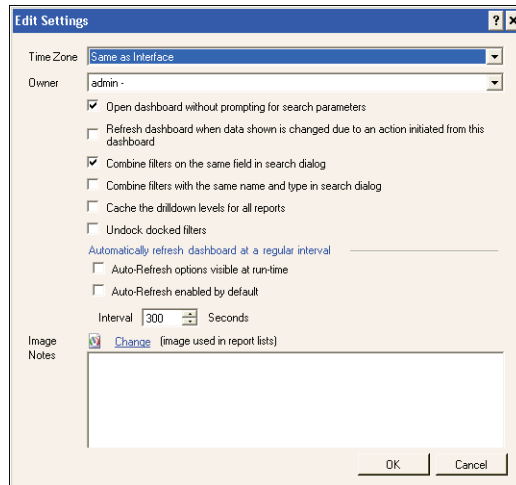 Edit Settings
Time Zone Same as Interface
Owner admin -
Open dashboard without prompting for search parameters
Refresh dashboard when data shown is changed due to an action initiated from this
dashboard
Combine filters on the same field in search dialog
Combine filters with the same name and type in search dialog
Cache the drilldown levels for all reports
Undock docked filters
Automatically refresh dashboard at a regular interval
Auto-Refresh options visible at run-time
Auto-Refresh enabled by default
Interval 300 Seconds
Image Change (image used in report lists)
Notes
OK Cancel